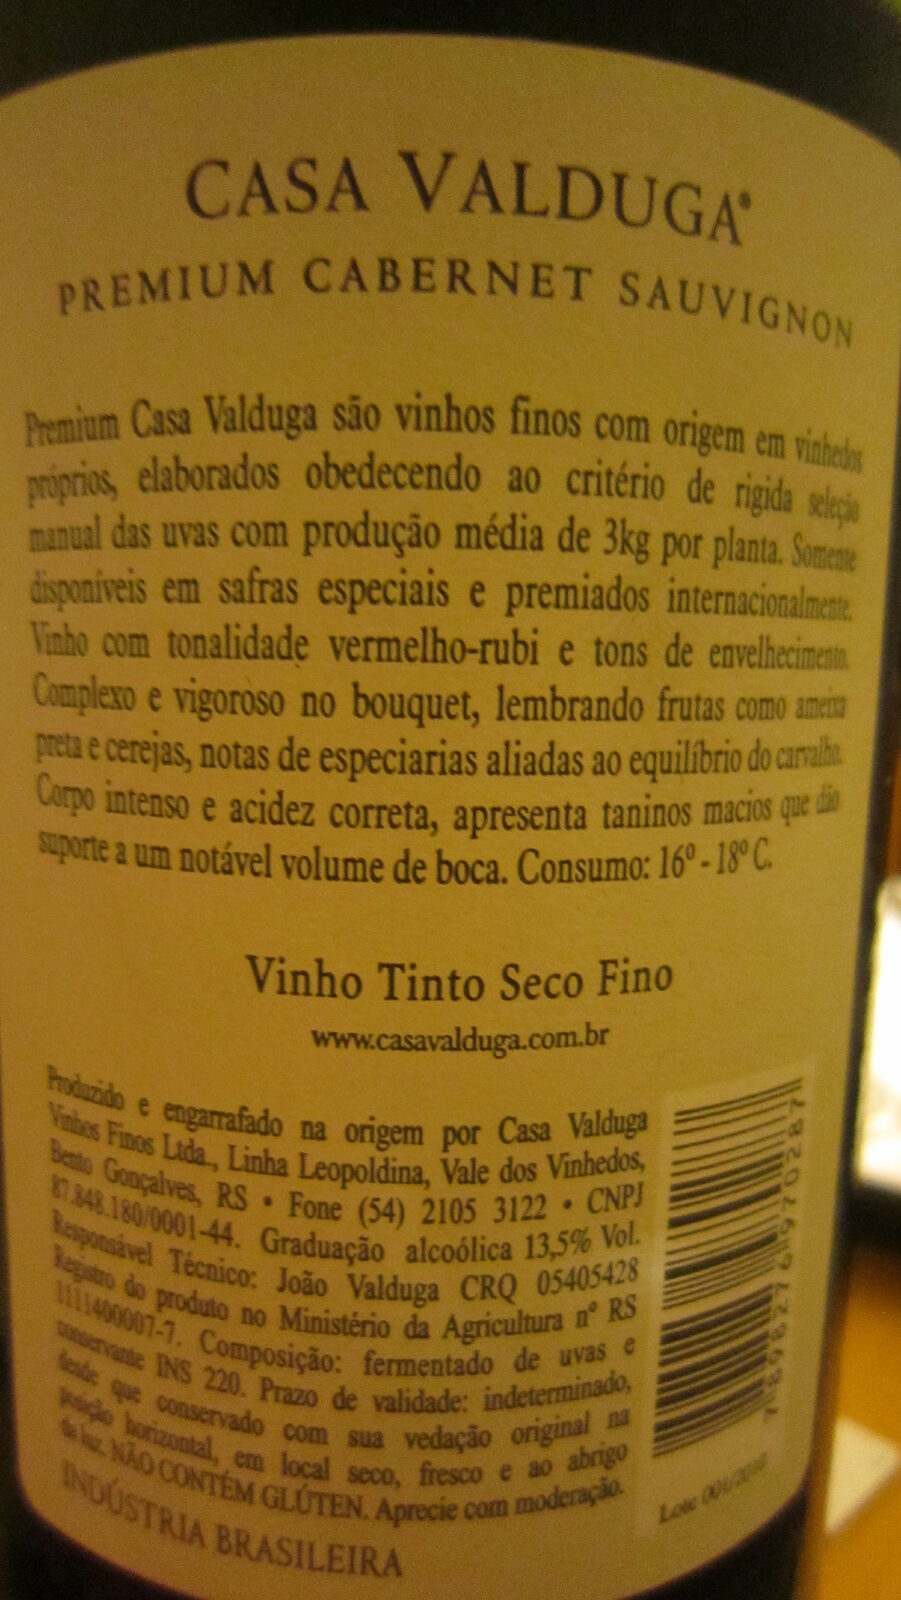 CASA VALDUGA®
PREMIUM CABERNET SAUVIGNON
Premium Casa Valduga são vinhos finos com origem em vinhedos
próprios, elaborados obedecendo ao critério de rigida seleção
manual das uvas com produção média de 3kg por planta. Somente
disponíveis em safras especiais e premiados internacionalmente.
Vinho com tonalidade vermelho-rubi e tons de envelhecimento.
Complexo e vigoroso no bouquet, lembrando frutas como ameixa
preta e cerejas, notas de especiarias aliadas ao equilíbrio do carvalho.
Corpo intenso e acidez correta, apresenta taninos macios que dão
suporte a um notável volume de boca. Consumo: 16º - 18º C.
Vinho Tinto Seco Fino
www.casavalduga.com.br
Produzido e engarrafado na origem por Casa Valduga
Vinhos Finos Ltda., Linha Leopoldina, Vale dos Vinhedos,
Bento Gonçalves, RS • Fone (54) 2105 3122 • CNPJ
87.848.180/0001-44. Graduação alcoólica 13,5% Vol.
Responsável Técnico: João Valduga CRQ 05405428
Registro do produto no Ministério da Agricultura nº RS
1111400007-7. Composição: fermentado de uvas e
conservante INS 220. Prazo de validade: indeterminado,
desde que conservado com sua vedação original na
posição horizontal, em local seco, fresco e ao abrigo
da luz. NÃO CONTÉM GLÚTEN. Aprecie com moderação.
INDÚSTRIA BRASILEIRA
7 898276 970287
Lote: 001/